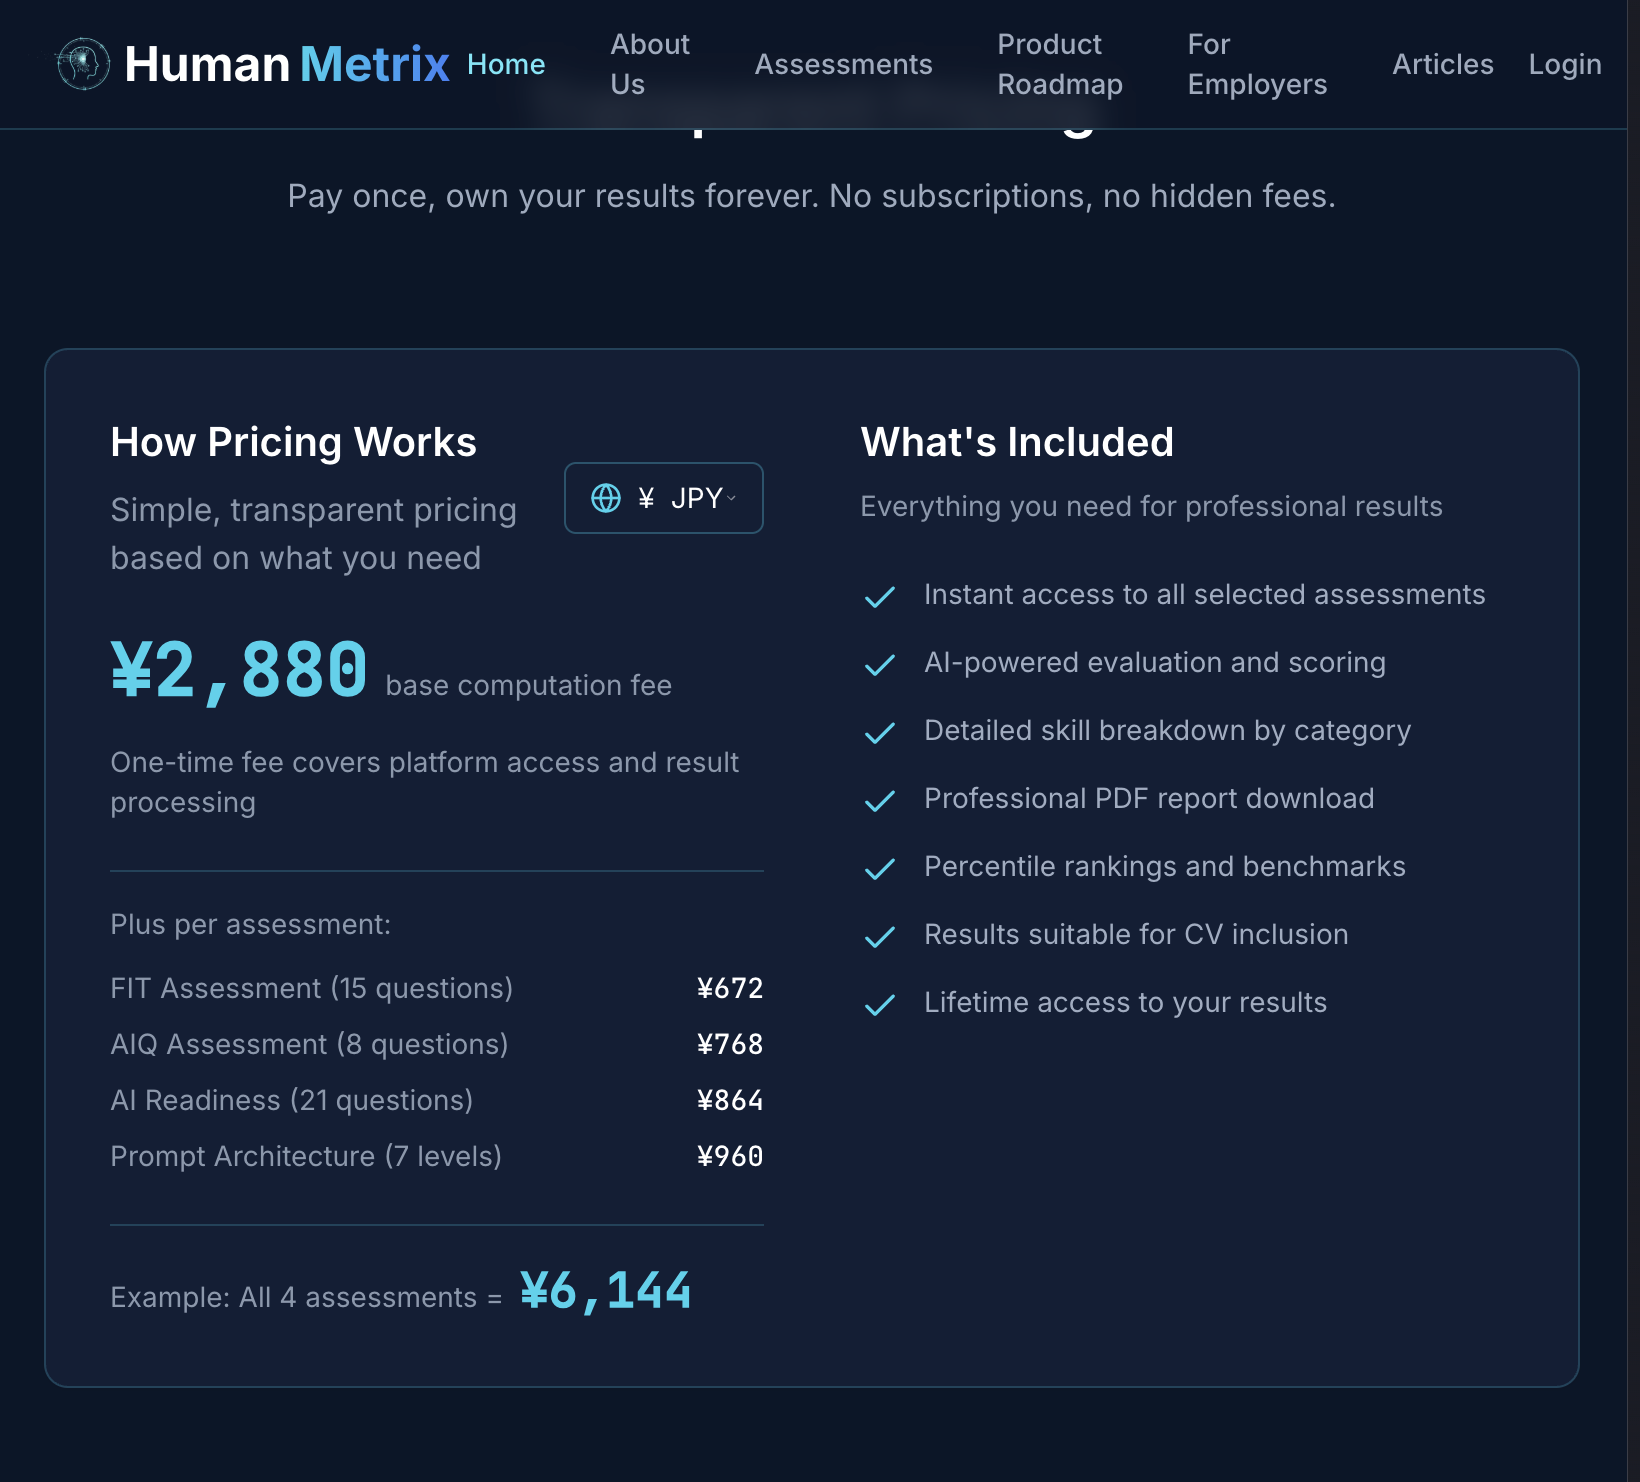 Human Metrix
Home
About
Us
Assessments
Product
Roadmap
For
Employers
Articles
Login
Pay once, own your results forever. No subscriptions, no hidden fees.
How Pricing Works
Simple, transparent pricing
based on what you need
¥ JPY
¥2,880 base computation fee
One-time fee covers platform access and result
processing
Plus per assessment:
FIT Assessment (15 questions) ¥672
AIQ Assessment (8 questions) ¥768
AI Readiness (21 questions) ¥864
Prompt Architecture (7 levels) ¥960
Example: All 4 assessments = ¥6,144
What's Included
Everything you need for professional results
Instant access to all selected assessments
AI-powered evaluation and scoring
Detailed skill breakdown by category
Professional PDF report download
Percentile rankings and benchmarks
Results suitable for CV inclusion
Lifetime access to your results